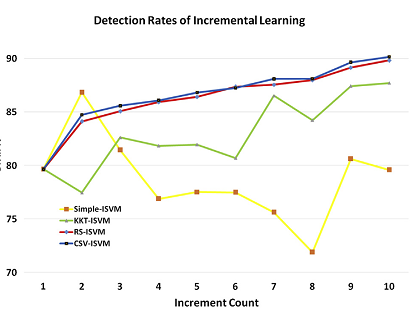 Detection Rates of Incremental Learning
90
85
80
75
70
Simple-ISVM
KKT-ISVM
RS-ISVM
CSV-ISVM
1 2 3 4 5 6 7 8 9 10
Increment Count